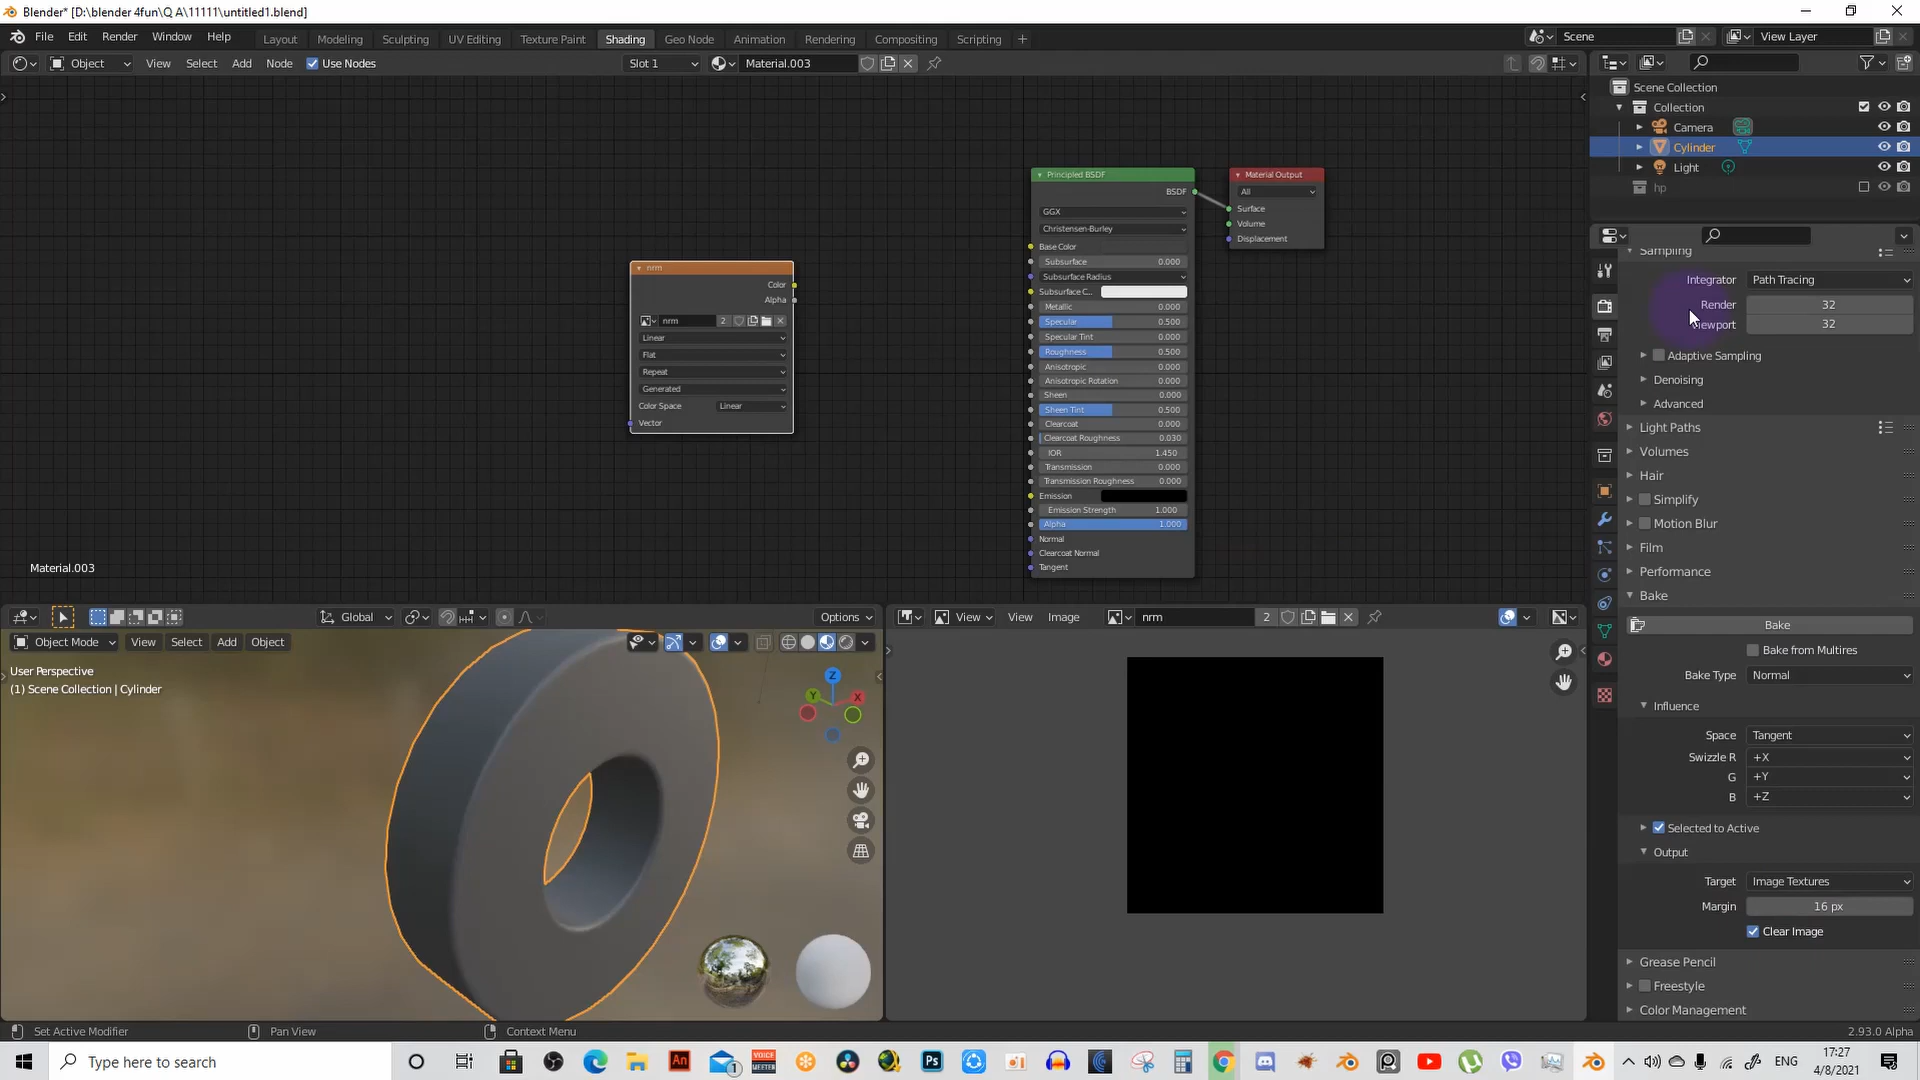 Blender* [D:\blender 4fun\Q A\11111\untitled1.blend]
File Edit Render Window Help Layout Modeling Sculpting UV Editing Texture Paint Shading Geo Node Animation Rendering Compositing Scripting + Scene View Layer
Object View Select Add Node Use Nodes Slot 1 Material.003
Scene Collection
Collection
Camera
Cylinder
Light
hp
Principled BSDF
BSDF
GGX
Christensen-Burley
Base Color
Subsurface 0.000
Subsurface Radius
Subsurface C...
Metallic 0.000
Specular 0.500
Specular Tint 0.000
Roughness 0.500
Anisotropic 0.000
Anisotropic Rotation 0.000
Sheen 0.000
Sheen Tint 0.500
Clearcoat 0.000
Clearcoat Roughness 0.030
IOR 1.450
Transmission 0.000
Transmission Roughness 0.000
Emission
Emission Strength 1.000
Alpha 1.000
Normal
Clearcoat Normal
Tangent
Material Output
All
Surface
Volume
Displacement
nrm
Color
Alpha
nrm 2
Linear
Flat
Repeat
Generated
Color Space Linear
Vector
Material.003
Sampling
Integrator Path Tracing
Render 32
32
Adaptive Sampling
Denoising
Advanced
Light Paths
Volumes
Hair
Simplify
Motion Blur
Film
Performance
Bake
Bake
Bake from Multires
Bake Type Normal
Influence
Space Tangent
Swizzle R +X
G +Y
B +Z
Selected to Active
Output
Target Image Textures
Margin 16 px
Clear Image
Grease Pencil
Freestyle
Color Management
Global Options
Object Mode View Select Add Object
User Perspective
(1) Scene Collection | Cylinder
Z
Y
X
View View Image nrm 2
Set Active Modifier Pan View Context Menu 2.93.0 Alpha
Type here to search
An
VOICE MEETER
Ps
ai
1
ENG
17:27
4/8/2021